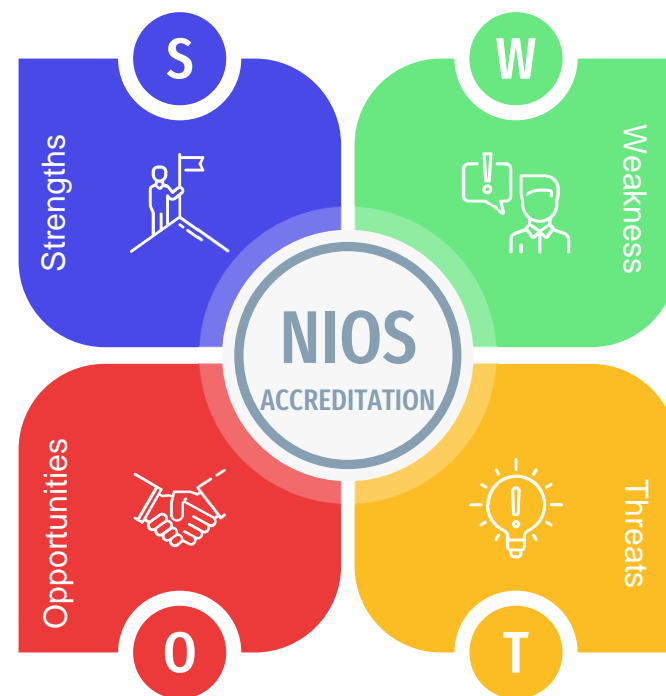 S
W
Strengths
Weakness
NIOS
ACCREDITATION
Opportunities
Threats
O
T